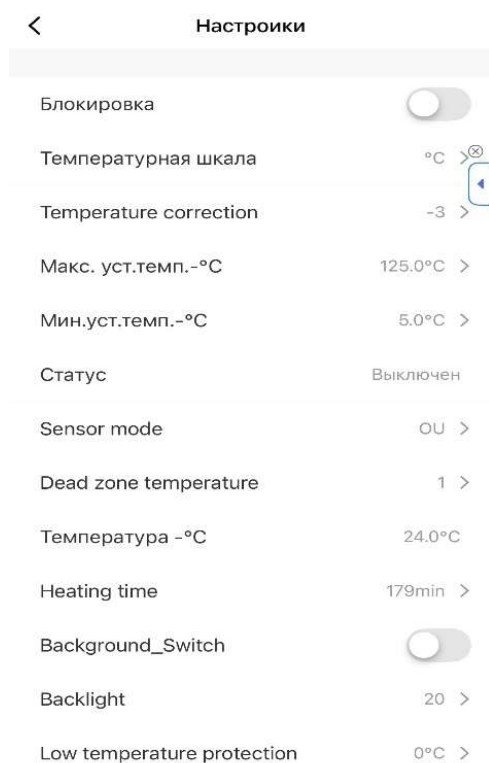 Настроики
Блокировка
Температурная шкала °C
Temperature correction -3
Макс. уст.темп.-°C 125.0°C
Мин.уст.темп.-°C 5.0°C
Статус Выключен
Sensor mode OU
Dead zone temperature 1
Температура -°C 24.0°C
Heating time 179min
Background_Switch
Backlight 20
Low temperature protection 0°C